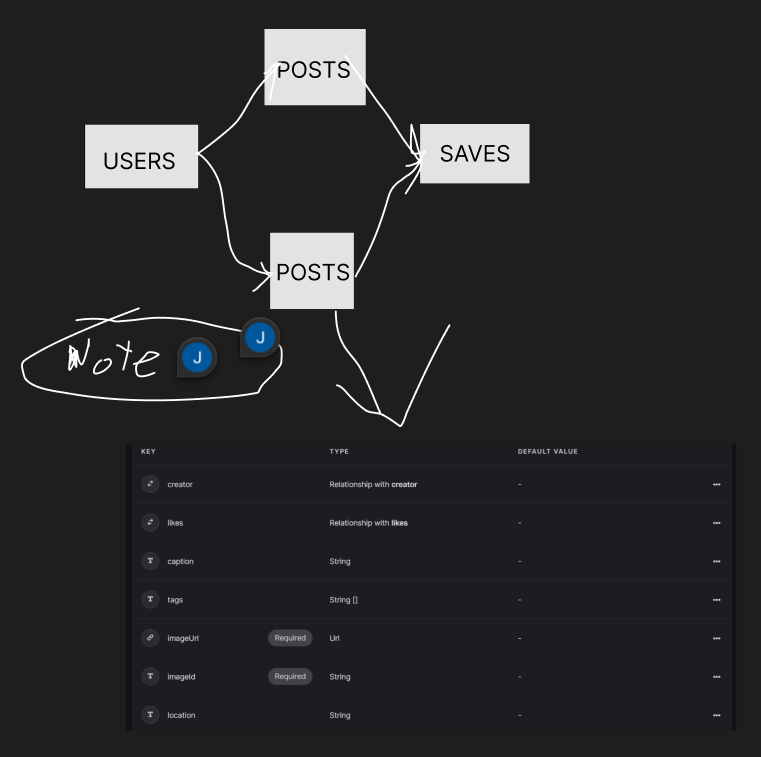 POSTS
USERS
SAVES
POSTS
J
Note J
KEY TYPE DEFAULT VALUE
creator Relationship with creator -
likes Relationship with likes -
T caption String -
T tags String [] -
imageUrl Required Url -
T imageId Required String -
T location String -